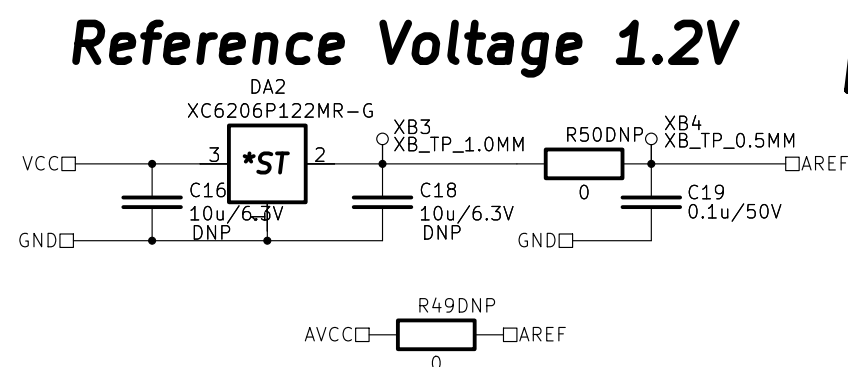 Reference Voltage 1.2V
DA2
XC6206P122MR-G
VCC
3
*ST
2
1
XB3
XB_TP_1.0MM
R50DNP
0
XB4
XB_TP_0.5MM
AREF
C16
10u/6.3V
DNP
C18
10u/6.3V
DNP
C19
0.1u/50V
GND
GND
R49DNP
AVCC
AREF
0